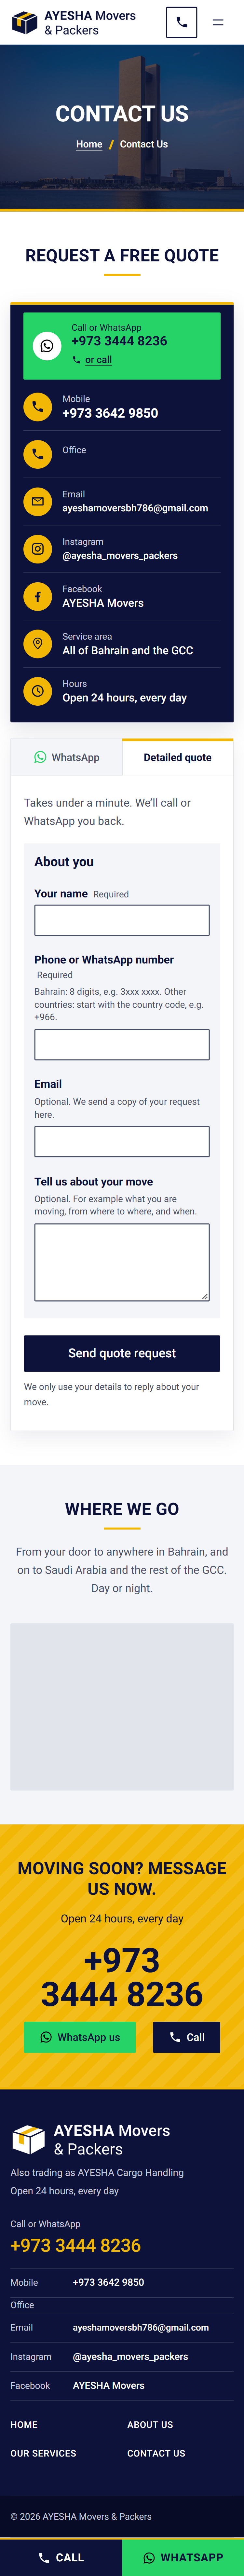 AYESHA Movers
& Packers
CONTACT US
Home / Contact Us
REQUEST A FREE QUOTE
Call or WhatsApp
+973 3444 8236
or call
Mobile
+973 3642 9850
Office
Email
ayeshamoversbh786@gmail.com
Instagram
@ayesha_movers_packers
Facebook
AYESHA Movers
Service area
All of Bahrain and the GCC
Hours
Open 24 hours, every day
WhatsApp
Detailed quote
Takes under a minute. We'll call or
WhatsApp you back.
About you
Your name Required
Phone or WhatsApp number
Required
Bahrain: 8 digits, e.g. 3xxx xxxx. Other
countries: start with the country code, e.g.
+966.
Email
Optional. We send a copy of your request
here.
Tell us about your move
Optional. For example what you are
moving, from where to where, and when.
Send quote request
We only use your details to reply about your
move.
WHERE WE GO
From your door to anywhere in Bahrain, and
on to Saudi Arabia and the rest of the GCC.
Day or night.
MOVING SOON? MESSAGE
US NOW.
Open 24 hours, every day
+973
3444 8236
WhatsApp us
Call
AYESHA Movers
& Packers
Also trading as AYESHA Cargo Handling
Open 24 hours, every day
Call or WhatsApp
+973 3444 8236
Mobile +973 3642 9850
Office
Email ayeshamoversbh786@gmail.com
Instagram @ayesha_movers_packers
Facebook AYESHA Movers
HOME ABOUT US
OUR SERVICES CONTACT US
© 2026 AYESHA Movers & Packers
CALL WHATSAPP